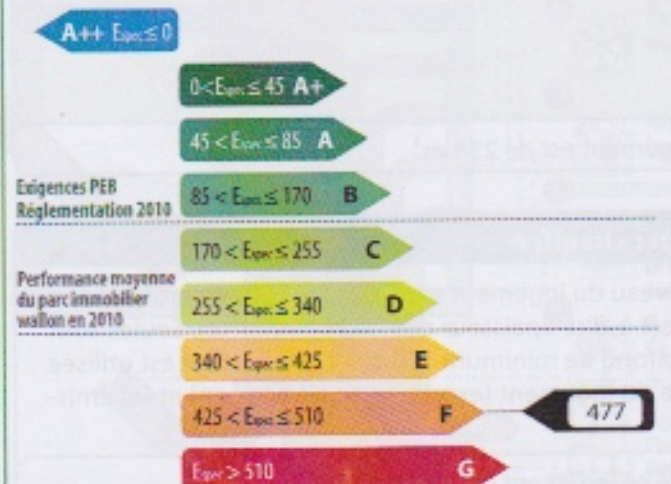 A++ Espec ≤ 0
0 < Espec ≤ 45 A+
45 < Espec ≤ 85 A
Exigences PEB
Réglementation 2010
85 < Espec ≤ 170 B
170 < Espec ≤ 255 C
Performance moyenne
du parc immobilier
wallon en 2010
255 < Espec ≤ 340 D
340 < Espec ≤ 425 E
425 < Espec ≤ 510 F
477
Espec > 510 G